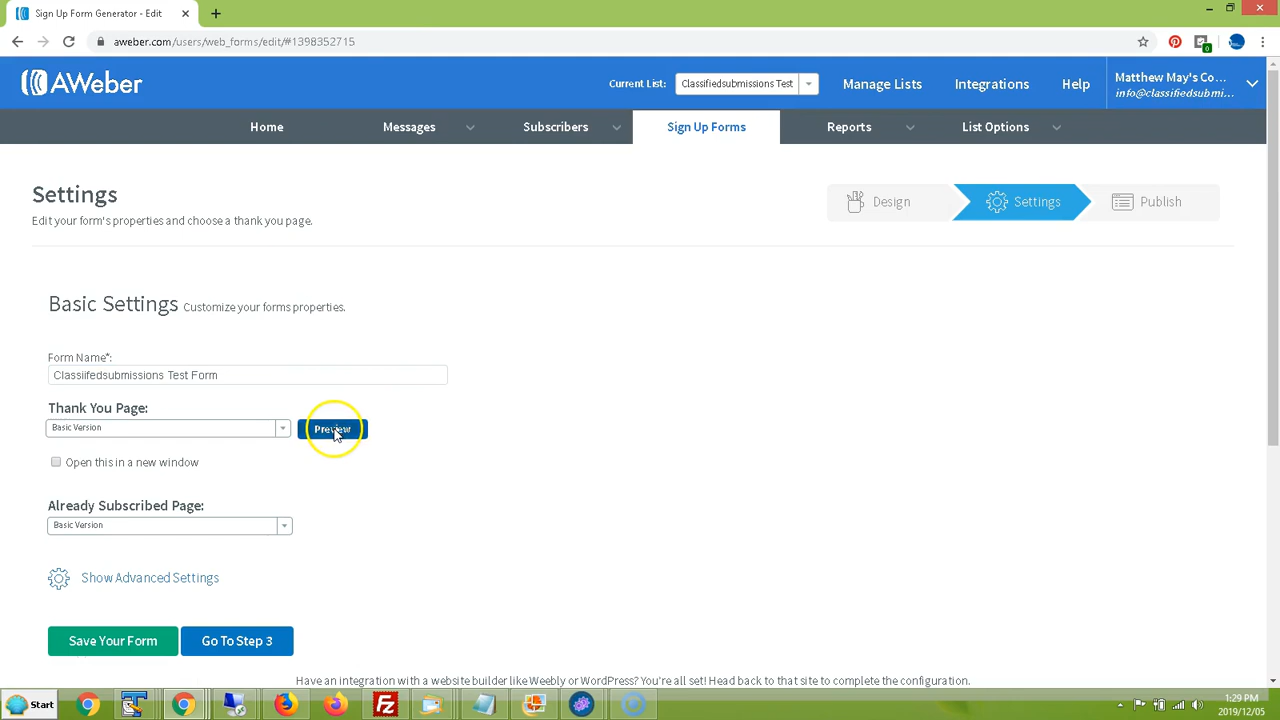 Sign Up Form Generator - Edit
aweber.com/users/web_forms/edit/#1398352715
0
AWeber
Current List: Classifiedsubmissions Test
Manage Lists Integrations Help
Matthew May's Co...
info@classifiedsubmi...
Home Messages Subscribers Sign Up Forms Reports List Options
Settings
Edit your form's properties and choose a thank you page.
Design Settings Publish
Basic Settings Customize your forms properties.
Form Name*:
Classiifedsubmissions Test Form
Thank You Page:
Basic Version Preview
Open this in a new window
Already Subscribed Page:
Basic Version
Show Advanced Settings
Save Your Form Go To Step 3
Have an integration with a website builder like Weebly or WordPress? You're all set! Head back to that site to complete the configuration.
Start
1:29 PM
2019/12/05